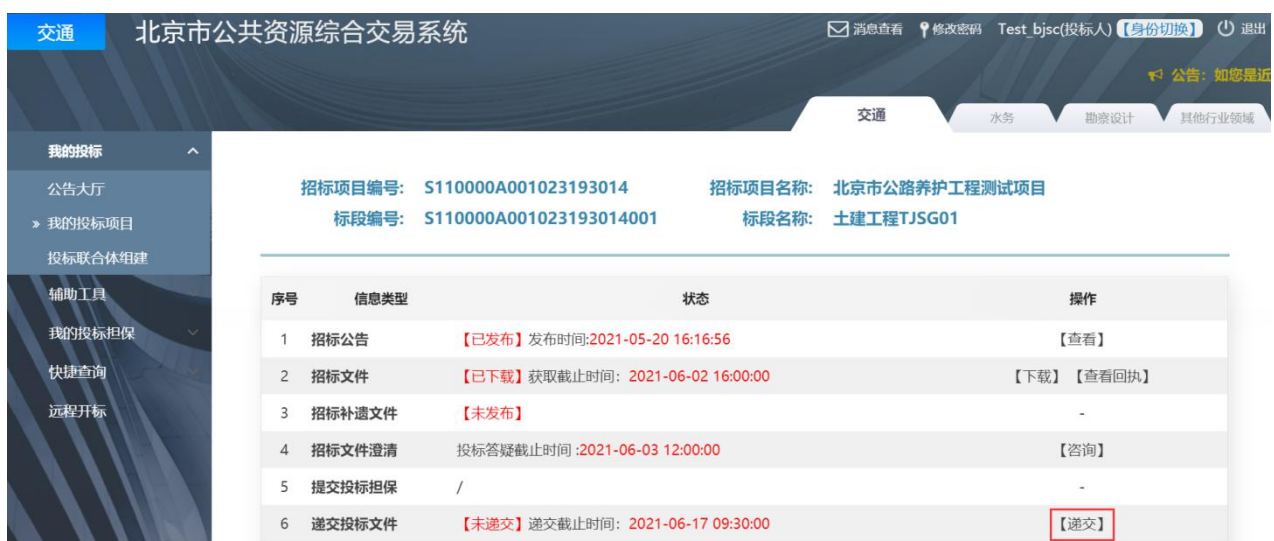 交通 北京市公共资源综合交易系统 消息查看 修改密码 Test_bjsc(投标人) 【身份切换】 退出
公告：如您是近
交通 水务 勘察设计 其他行业领域
我的投标
公告大厅
» 我的投标项目
投标联合体组建
辅助工具
我的投标担保
快捷查询
远程开标
招标项目编号: S110000A001023193014 招标项目名称: 北京市公路养护工程测试项目
标段编号: S110000A001023193014001 标段名称: 土建工程TJSG01
序号 信息类型 状态 操作
1 招标公告 【已发布】发布时间:2021-05-20 16:16:56 【查看】
2 招标文件 【已下载】获取截止时间：2021-06-02 16:00:00 【下载】 【查看回执】
3 招标补遗文件 【未发布】 -
4 招标文件澄清 投标答疑截止时间 :2021-06-03 12:00:00 【咨询】
5 提交投标担保 / -
6 递交投标文件 【未递交】递交截止时间：2021-06-17 09:30:00 【递交】